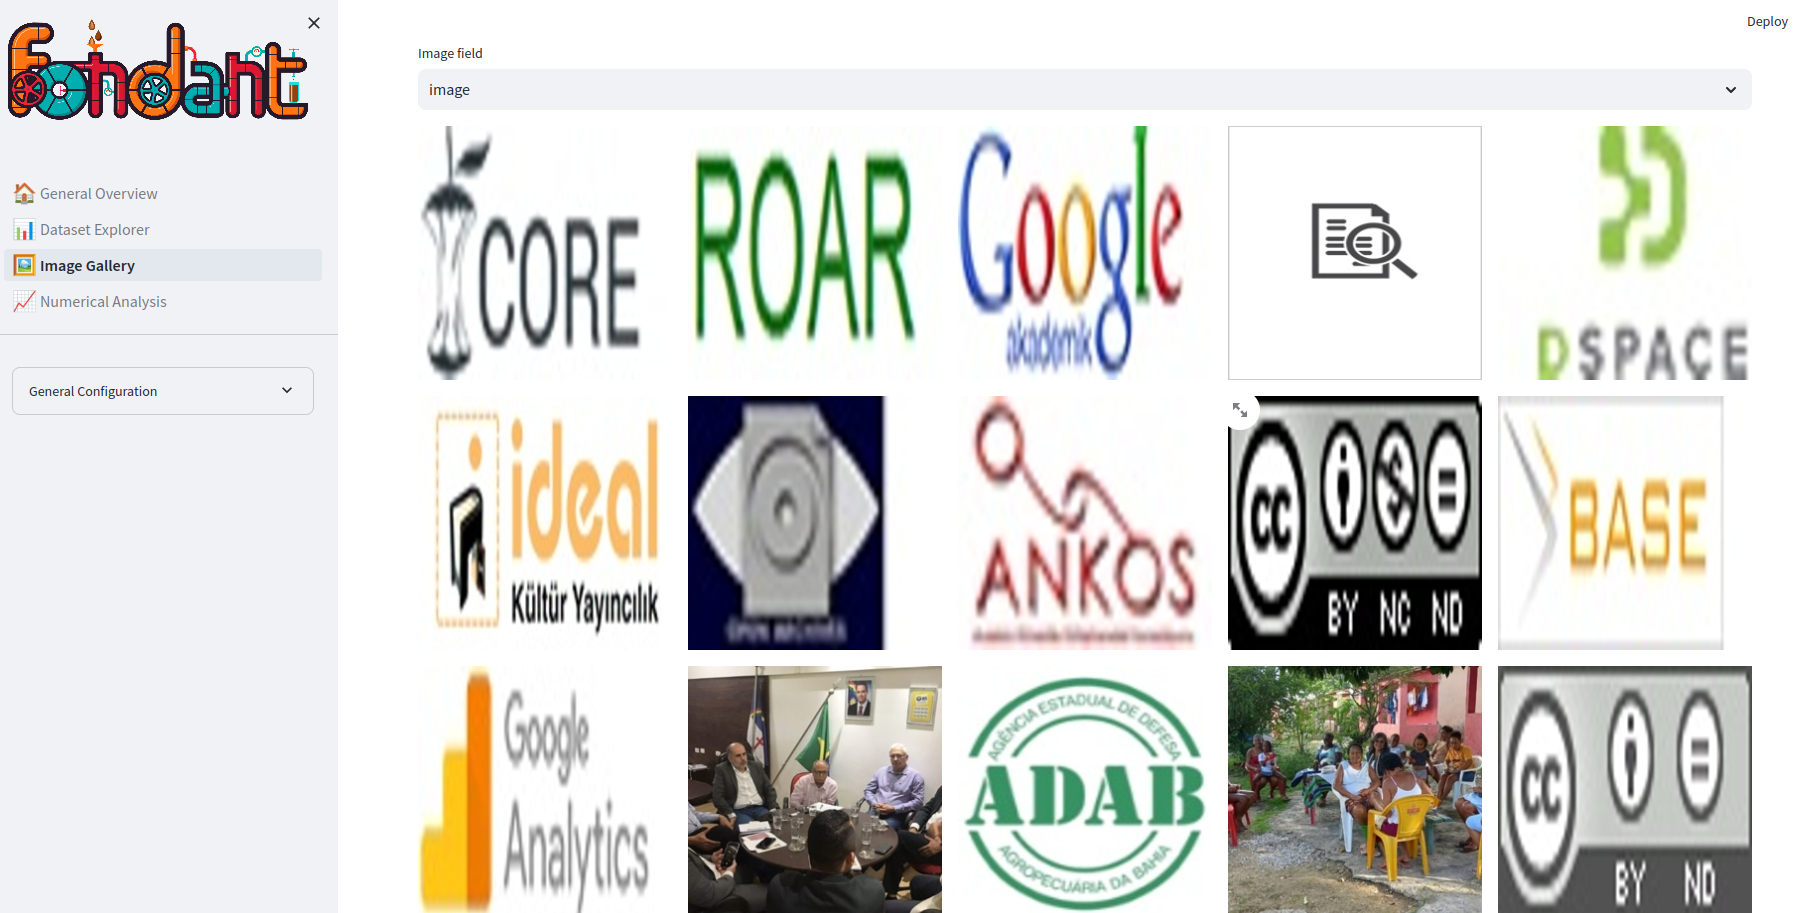 fondant
Deploy
General Overview
Dataset Explorer
Image Gallery
Numerical Analysis
General Configuration
Image field
image
CORE
ROAR
Google
akademik
DSPACE
ideal
Kültür Yayıncılık
OPEN ARCHIVES
ANKOS
cc
BY NC ND
BASE
Google
Analytics
AGÊNCIA ESTADUAL DE DEFESA
ADAB
AGROPECUÁRIA DA BAHIA
cc
BY ND